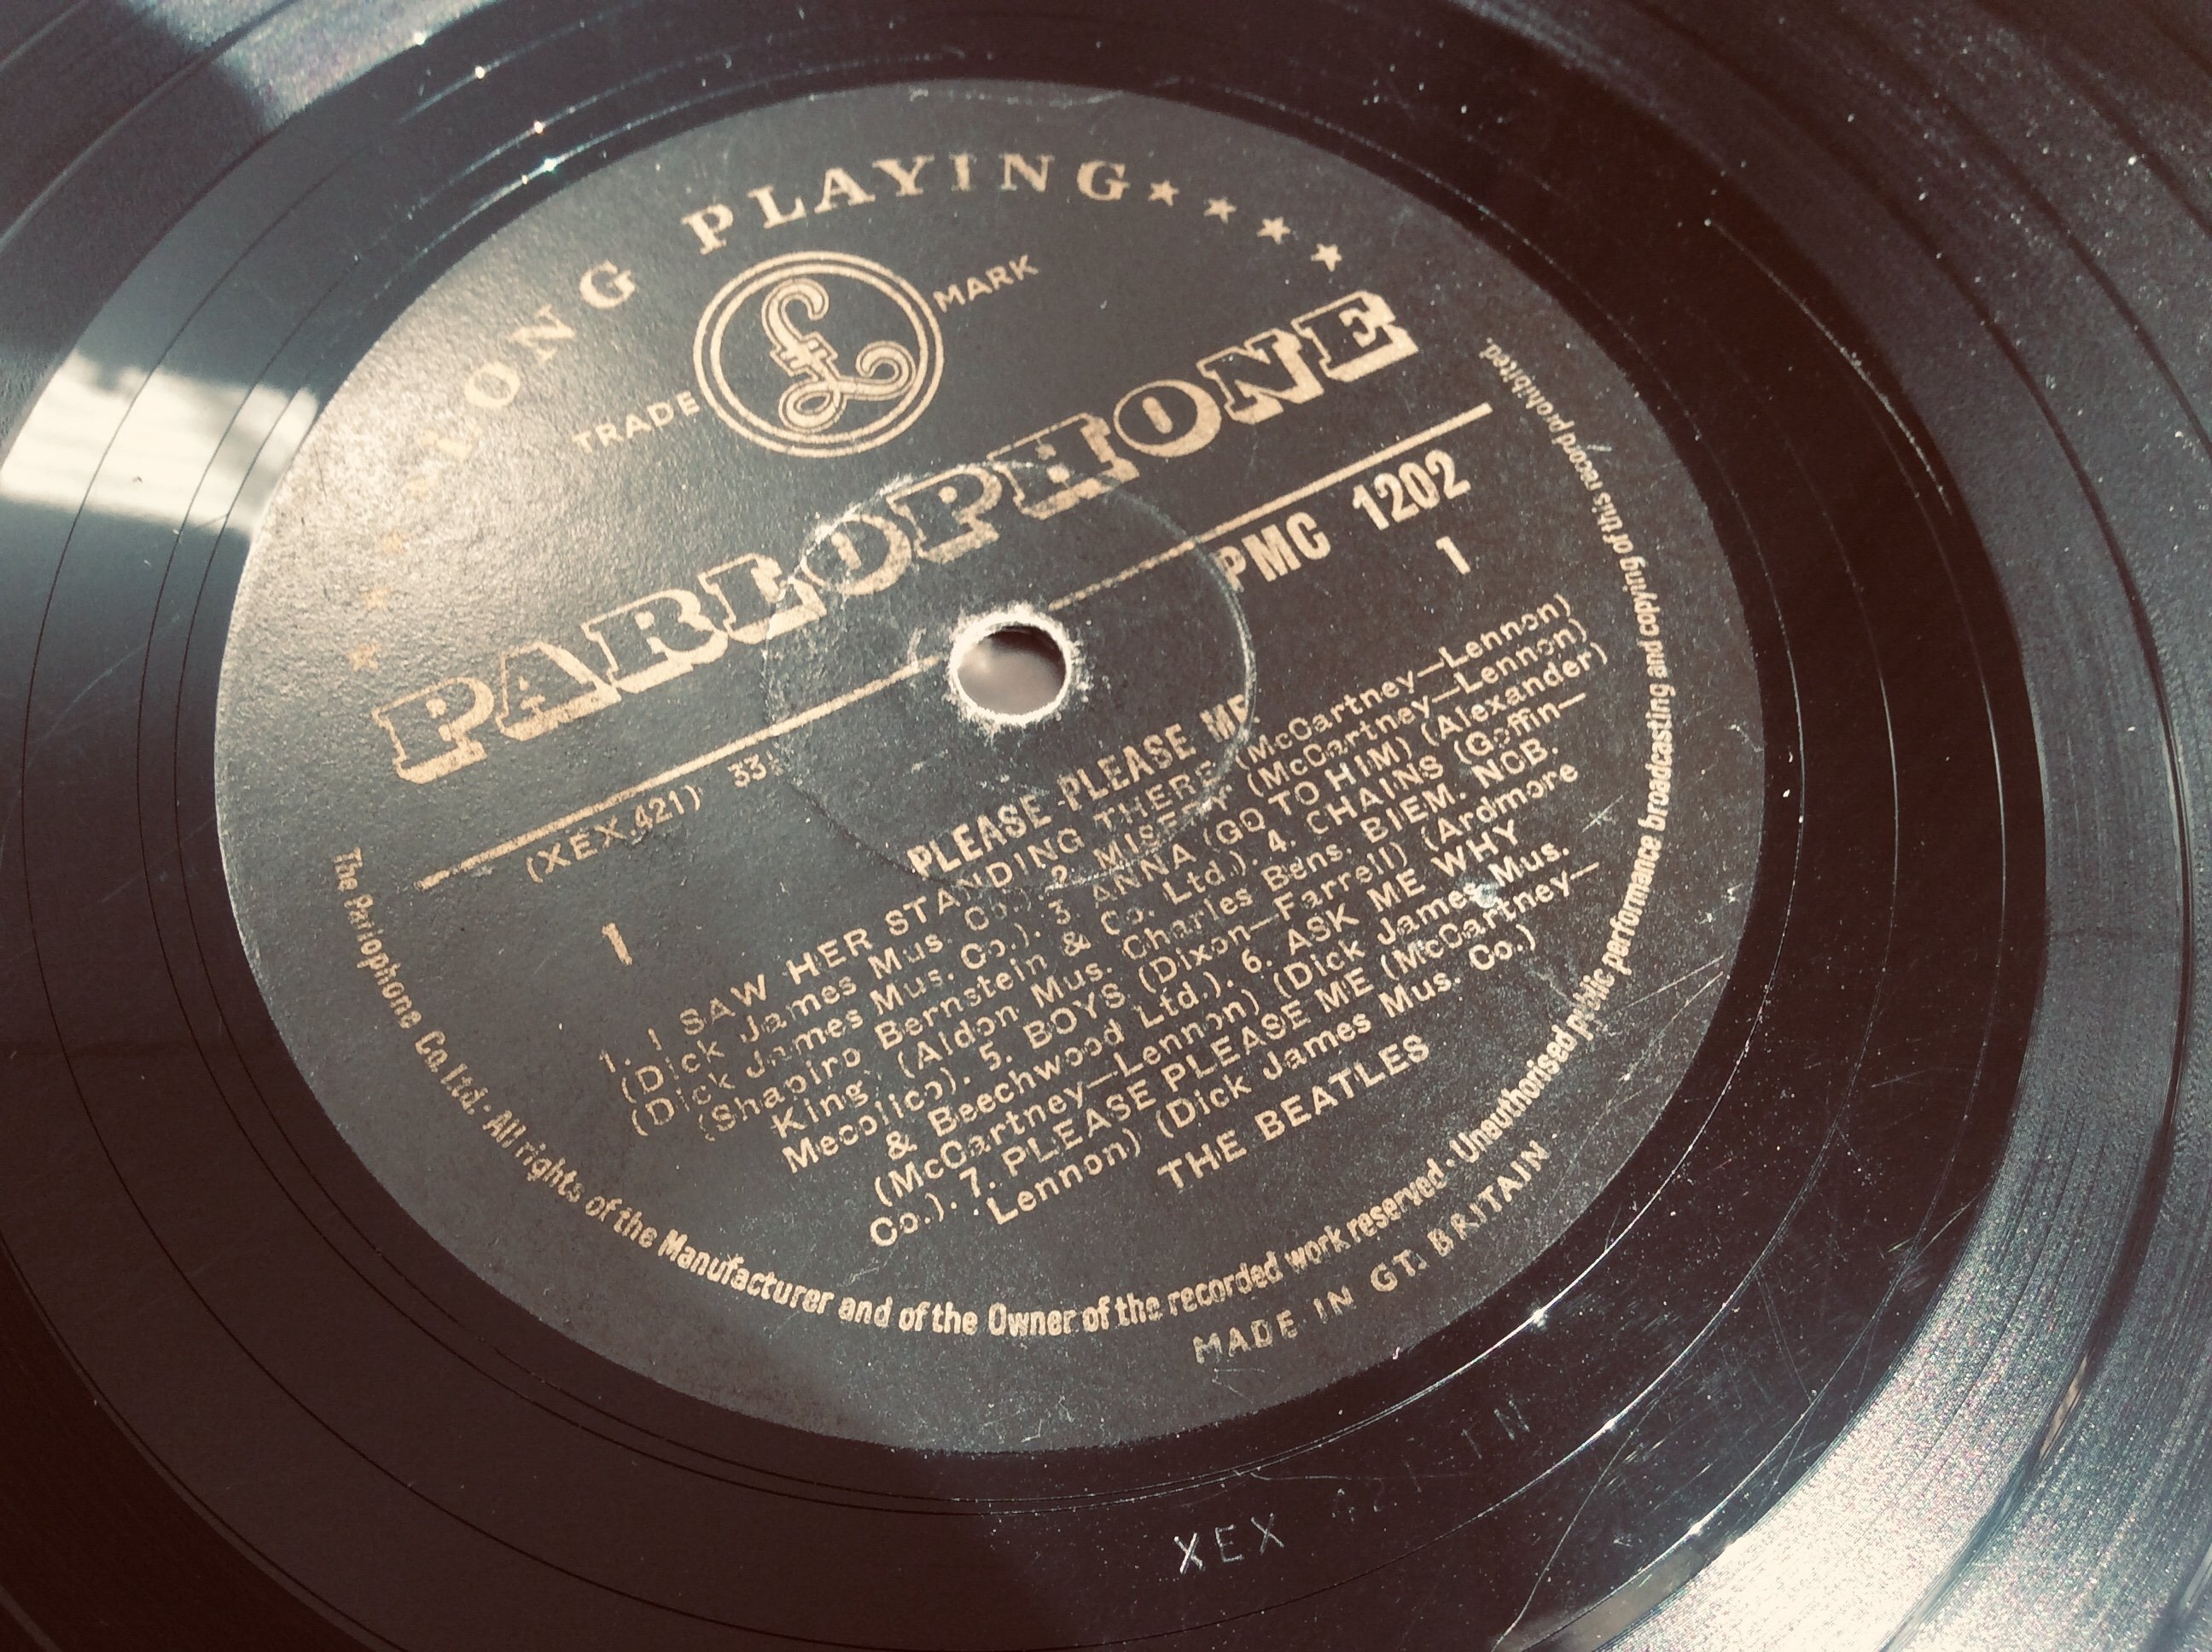 LONG PLAYING
TRADE £ MARK
PARLOPHONE
PMC 1202
(XEX.421) 33
1
1
PLEASE PLEASE ME
1. I SAW HER STANDING THERE (McCartney—Lennon)
(Dick James Mus. Co.). 2. MISERY (McCartney—Lennon)
(Dick James Mus. Co.). 3. ANNA (GO TO HIM) (Alexander)
(Shapiro Bernstein & Co. Ltd.). 4. CHAINS (Goffin—
King) (Aldon Mus. Charles Bens. BIEM. NCB.
Mecolico). 5. BOYS (Dixon—Farrell) (Ardmore
& Beechwood Ltd.). 6. ASK ME WHY
(McCartney—Lennon) (Dick James Mus.
Co.). 7. PLEASE PLEASE ME (McCartney—
Lennon) (Dick James Mus. Co.)
THE BEATLES
The Parlophone Co. Ltd. · All rights of the Manufacturer and of the Owner of the recorded work reserved · Unauthorised public performance broadcasting and copying of this record prohibited.
MADE IN GT. BRITAIN
XEX 421 1N